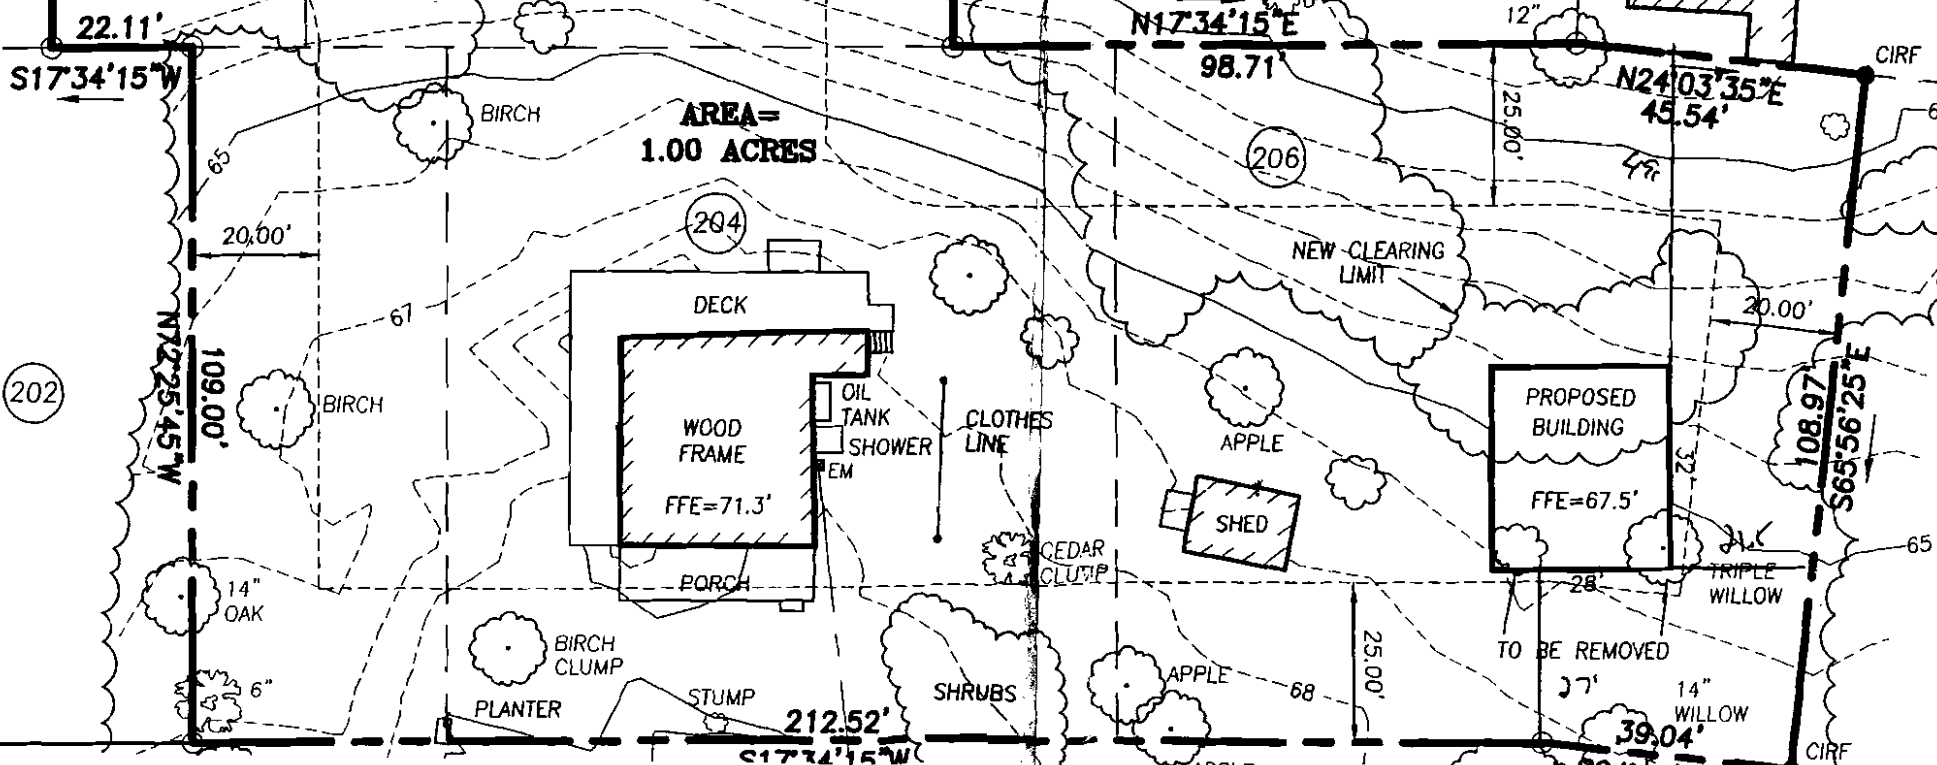 22.11'
S17°34'15"W
N17°34'15"E
98.71'
12"
CIRF
N24°03'35"E
45.54'
25.00'
BIRCH
AREA=
1.00 ACRES
65
206
204
20.00'
NEW CLEARING
LIMIT
20.00'
67
DECK
N72°25'45"W
109.00'
202
BIRCH
OIL
TANK
SHOWER
EM
WOOD
FRAME
FFE=71.3'
CLOTHES
LINE
APPLE
SHED
PROPOSED
BUILDING
FFE=67.5'
32'
108.97'
S65°56'25"E
65
CEDAR
CLUMP
PORCH
28'
TRIPLE
WILLOW
14"
OAK
BIRCH
CLUMP
TO BE REMOVED
25.00'
6"
PLANTER
STUMP
SHRUBS
APPLE
68
27'
14"
WILLOW
212.52'
S17°34'15"W
39.04'
CIRF
APPLE